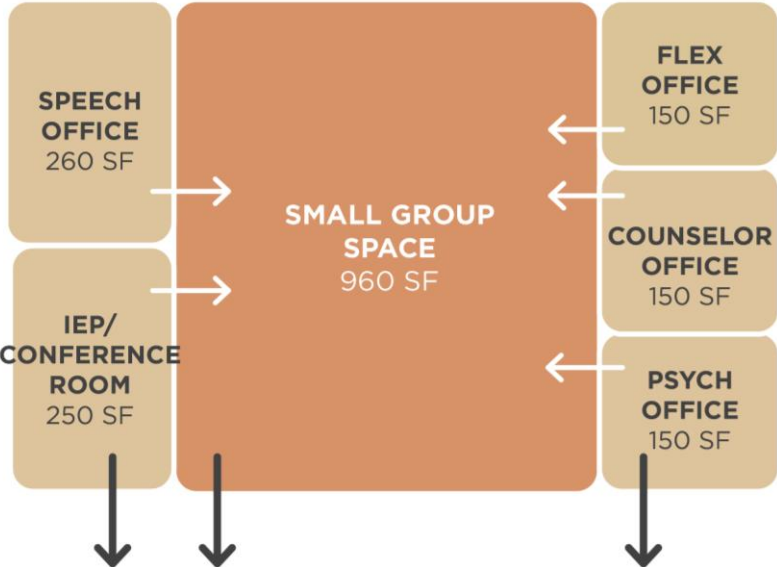 SPEECH
OFFICE
260 SF
IEP/
CONFERENCE
ROOM
250 SF
SMALL GROUP
SPACE
960 SF
FLEX
OFFICE
150 SF
COUNSELOR
OFFICE
150 SF
PSYCH
OFFICE
150 SF